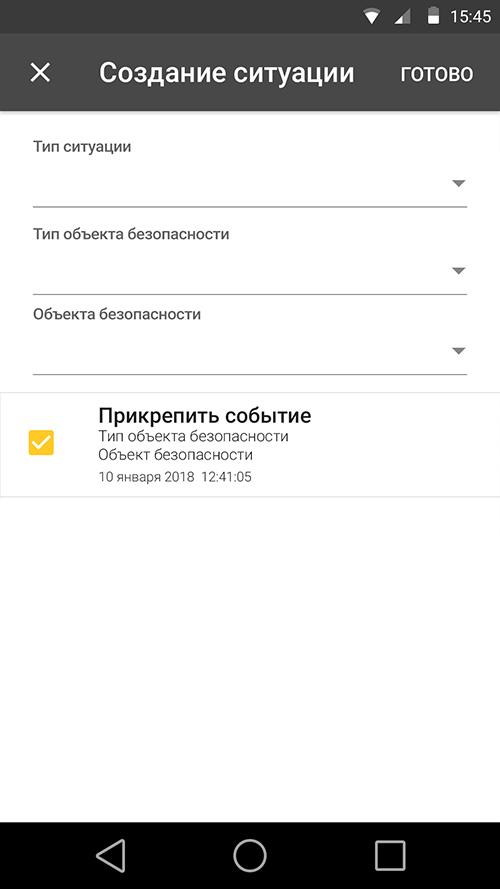 15:45
Создание ситуации ГОТОВО
Тип ситуации
Тип объекта безопасности
Объекта безопасности
Прикрепить событие
Тип объекта безопасности
Объект безопасности
10 января 2018 12:41:05